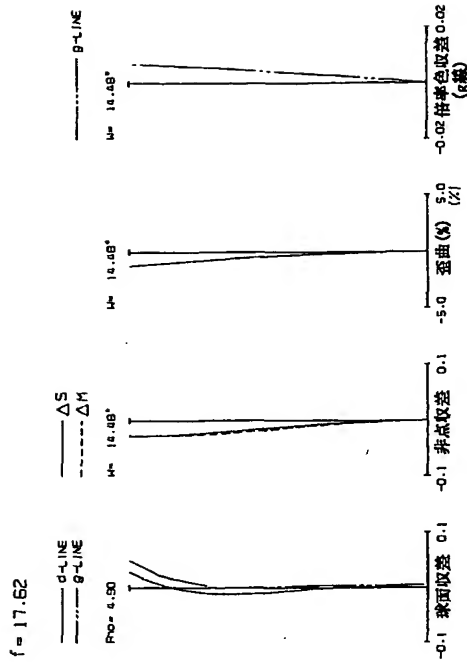 f=17.62
d-LINE
g-LINE
Fno= 4.90
-0.1 球面収差 0.1
ΔS
ΔM
W= 14.48°
-0.1 非点収差 0.1
W= 14.48°
-5.0 歪曲(%) 5.0
(%)
g-LINE
W= 14.48°
-0.02 倍率色収差 0.02
(g線)